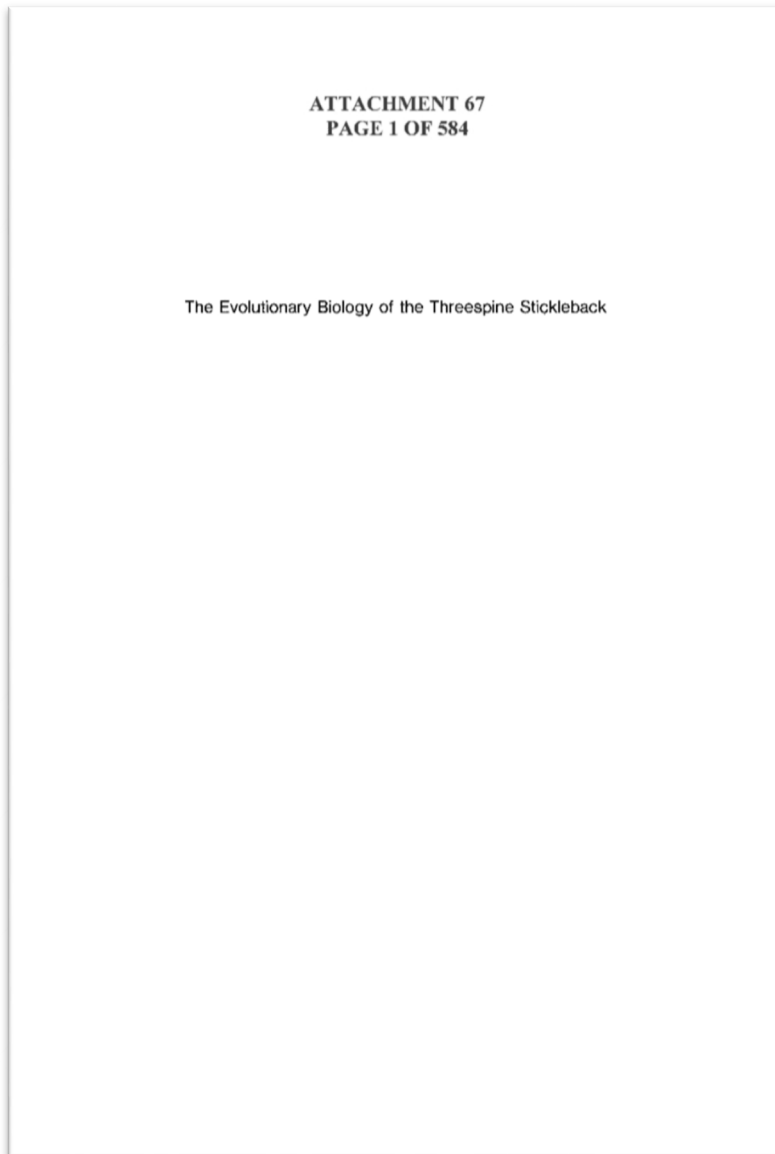 ATTACHMENT 67
PAGE 1 OF 584
The Evolutionary Biology of the Threespine Stickleback